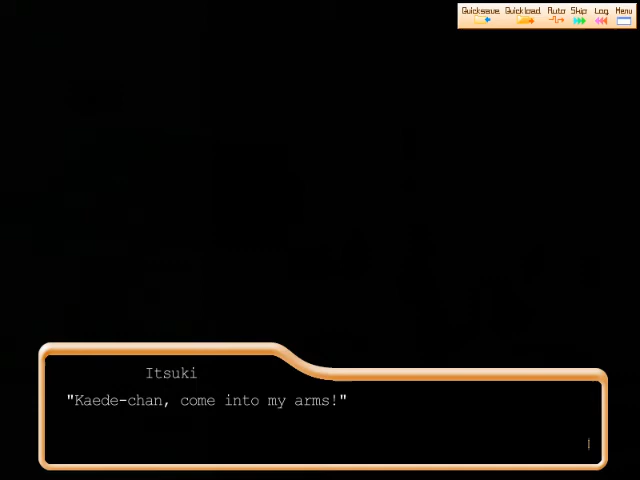 Quicksave Quickload Auto Skip Log Menu
Itsuki
"Kaede-chan, come into my arms!"